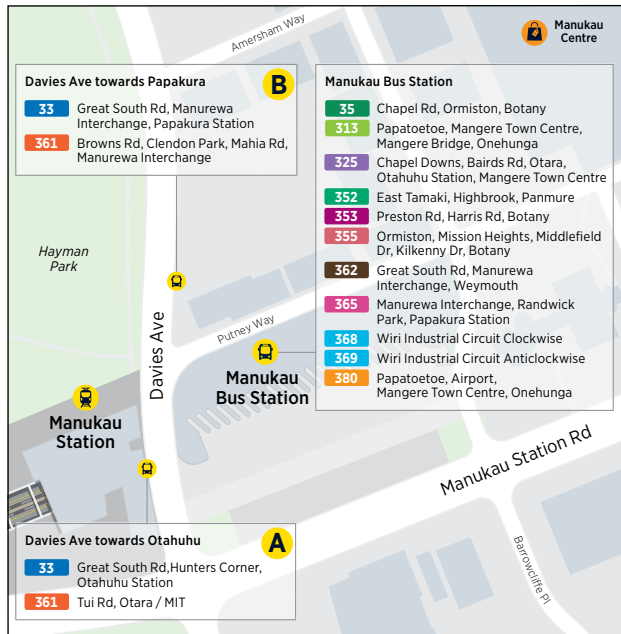 Amersham Way
Manukau
Centre
Davies Ave towards Papakura
B
33 Great South Rd, Manurewa
Interchange, Papakura Station
361 Browns Rd, Clendon Park, Mahia Rd,
Manurewa Interchange
Manukau Bus Station
35 Chapel Rd, Ormiston, Botany
313 Papatoetoe, Mangere Town Centre,
Mangere Bridge, Onehunga
325 Chapel Downs, Bairds Rd, Otara,
Otahuhu Station, Mangere Town Centre
352 East Tamaki, Highbrook, Panmure
353 Preston Rd, Harris Rd, Botany
355 Ormiston, Mission Heights, Middlefield
Dr, Kilkenny Dr, Botany
362 Great South Rd, Manurewa
Interchange, Weymouth
365 Manurewa Interchange, Randwick
Park, Papakura Station
368 Wiri Industrial Circuit Clockwise
369 Wiri Industrial Circuit Anticlockwise
380 Papatoetoe, Airport,
Mangere Town Centre, Onehunga
Hayman
Park
Davies Ave
Putney Way
Manukau
Bus Station
Manukau
Station
Manukau Station Rd
Barrowcliffe Pl
Davies Ave towards Otahuhu
A
33 Great South Rd,Hunters Corner,
Otahuhu Station
361 Tui Rd, Otara / MIT